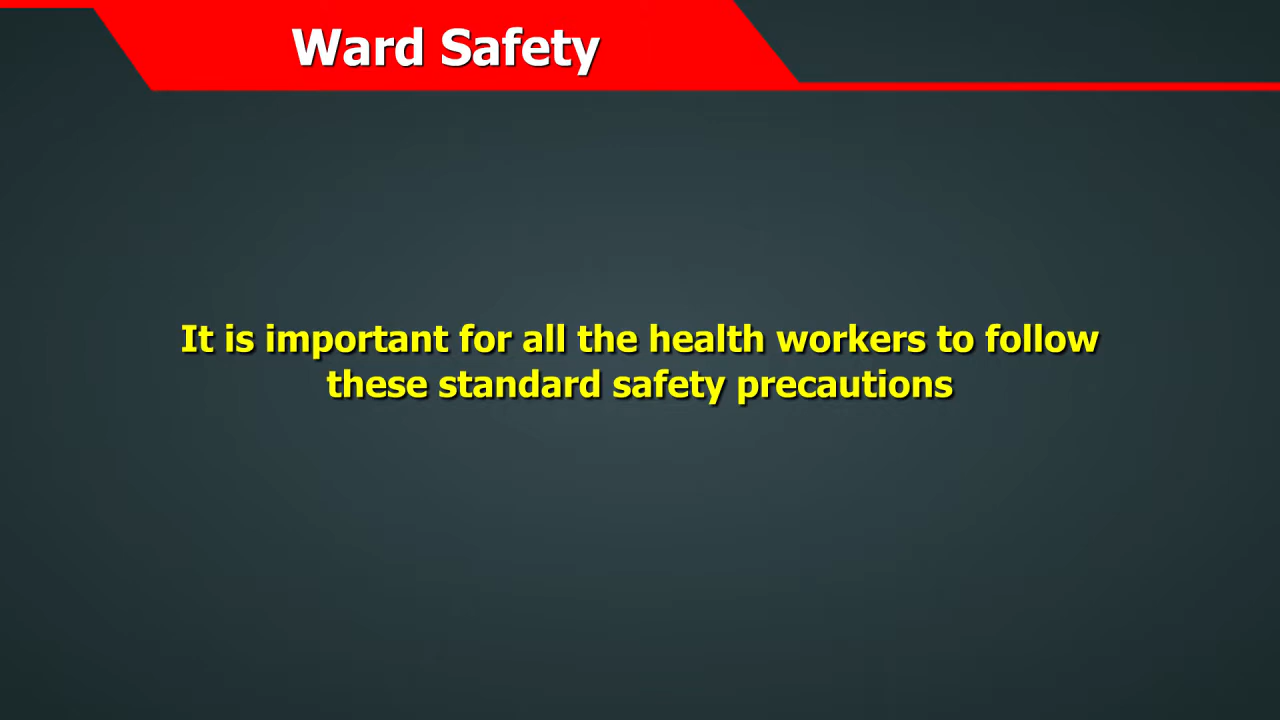 Ward Safety
It is important for all the health workers to follow
these standard safety precautions